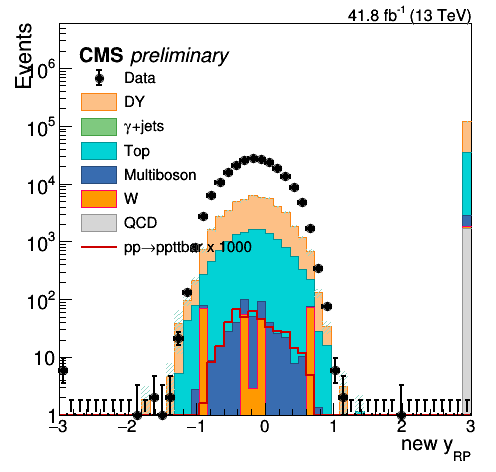 41.8 fb⁻¹ (13 TeV)
Events
CMS preliminary
Data
DY
γ+jets
Top
Multiboson
W
QCD
pp→ppttbar x 1000
10⁶
10⁵
10⁴
10³
10²
10
1
−3 −2 −1 0 1 2 3
new y_RP